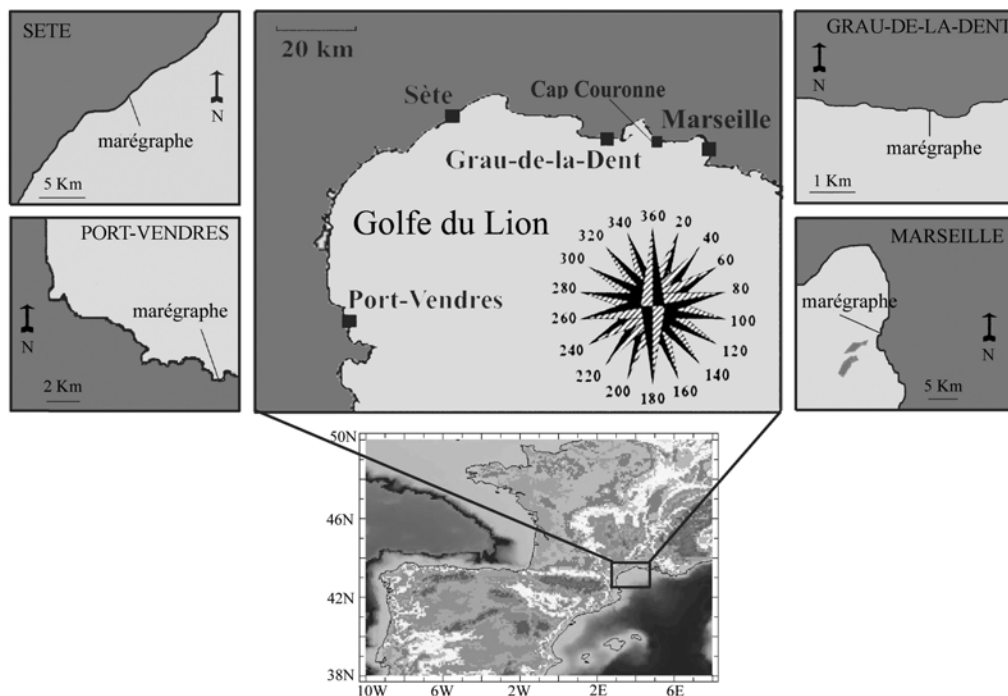 SETE
N
marégraphe
5 Km
PORT-VENDRES
marégraphe
N
2 Km
20 km
Sète
Cap Couronne
Marseille
Grau-de-la-Dent
Golfe du Lion
Port-Vendres
360
20
40
60
80
100
120
140
160
180
200
220
240
260
280
300
320
340
GRAU-DE-LA-DENT
N
marégraphe
1 Km
MARSEILLE
marégraphe
N
5 Km
50N
46N
42N
38N
10W
6W
2W
2E
6E